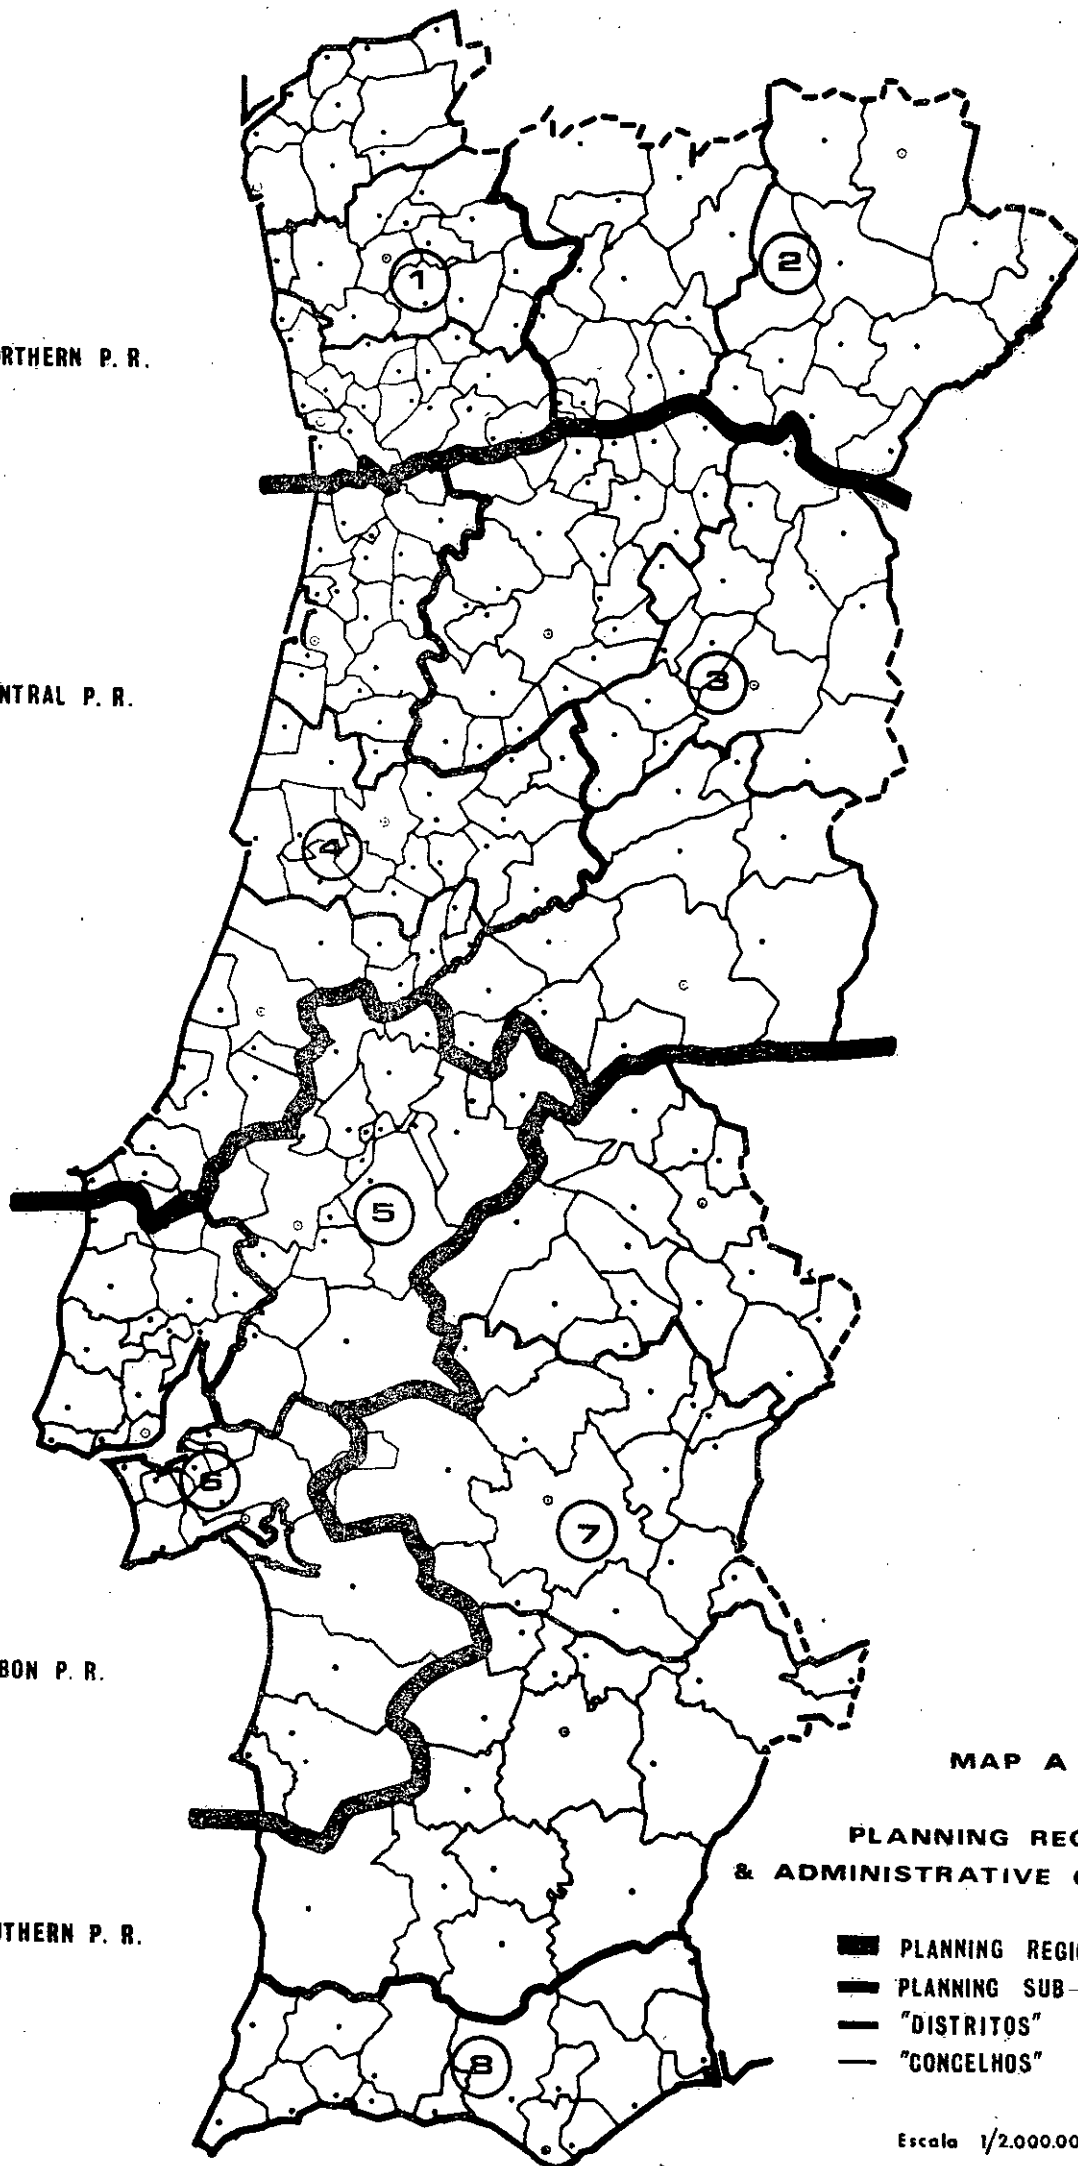 1
2
RTHERN P. R.
3
NTRAL P. R.
4
5
6
7
BON P. R.
MAP A
PLANNING REG
& ADMINISTRATIVE
THERN P. R.
PLANNING REGI
PLANNING SUB-
"DISTRITOS"
"CONCELHOS"
8
Escala 1/2.000.00